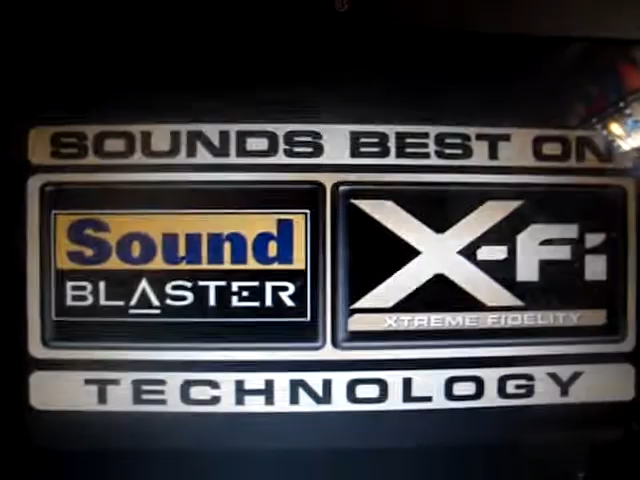 SOUNDS BEST ON
Sound
BLASTER
X-Fi
XTREME FIDELITY
TECHNOLOGY